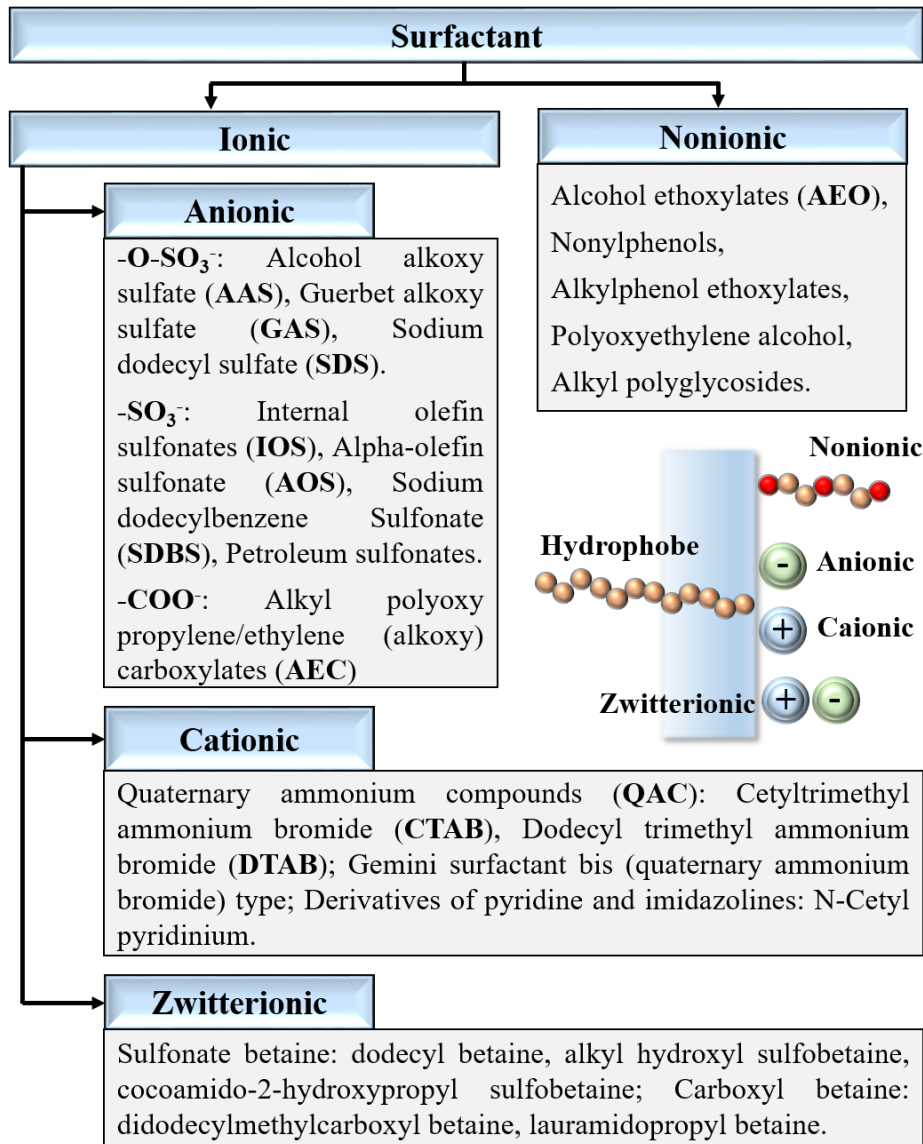 Surfactant
Ionic
Nonionic
Anionic
-O-SO₃⁻: Alcohol alkoxy
sulfate (AAS), Guerbet alkoxy
sulfate (GAS), Sodium
dodecyl sulfate (SDS).
-SO₃⁻: Internal olefin
sulfonates (IOS), Alpha-olefin
sulfonate (AOS), Sodium
dodecylbenzene Sulfonate
(SDBS), Petroleum sulfonates.
-COO⁻: Alkyl polyoxy
propylene/ethylene (alkoxy)
carboxylates (AEC)
Alcohol ethoxylates (AEO),
Nonylphenols,
Alkylphenol ethoxylates,
Polyoxyethylene alcohol,
Alkyl polyglycosides.
Nonionic
Hydrophobe
- Anionic
+ Caionic
Zwitterionic + -
Cationic
Quaternary ammonium compounds (QAC): Cetyltrimethyl
ammonium bromide (CTAB), Dodecyl trimethyl ammonium
bromide (DTAB); Gemini surfactant bis (quaternary ammonium
bromide) type; Derivatives of pyridine and imidazolines: N-Cetyl
pyridinium.
Zwitterionic
Sulfonate betaine: dodecyl betaine, alkyl hydroxyl sulfobetaine,
cocoamido-2-hydroxypropyl sulfobetaine; Carboxyl betaine:
didodecylmethylcarboxyl betaine, lauramidopropyl betaine.